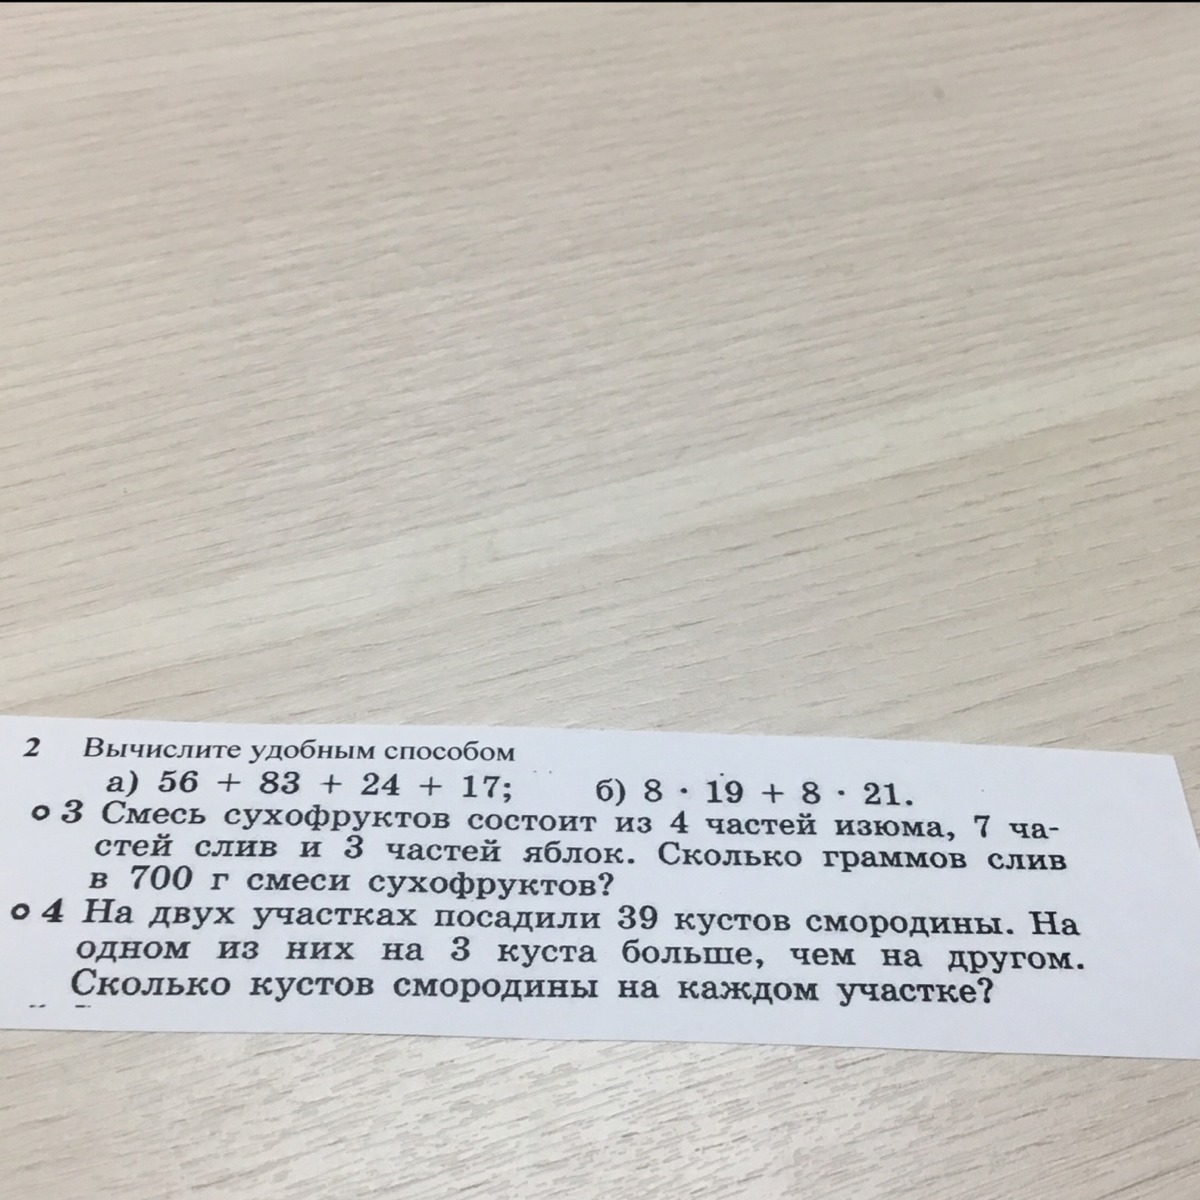 2 Вычислите удобным способом
а) 56 + 83 + 24 + 17; б) 8 · 19 + 8 · 21.
3 Смесь сухофруктов состоит из 4 частей изюма, 7 ча-
стей слив и 3 частей яблок. Сколько граммов слив
в 700 г смеси сухофруктов?
4 На двух участках посадили 39 кустов смородины. На
одном из них на 3 куста больше, чем на другом.
Сколько кустов смородины на каждом участке?